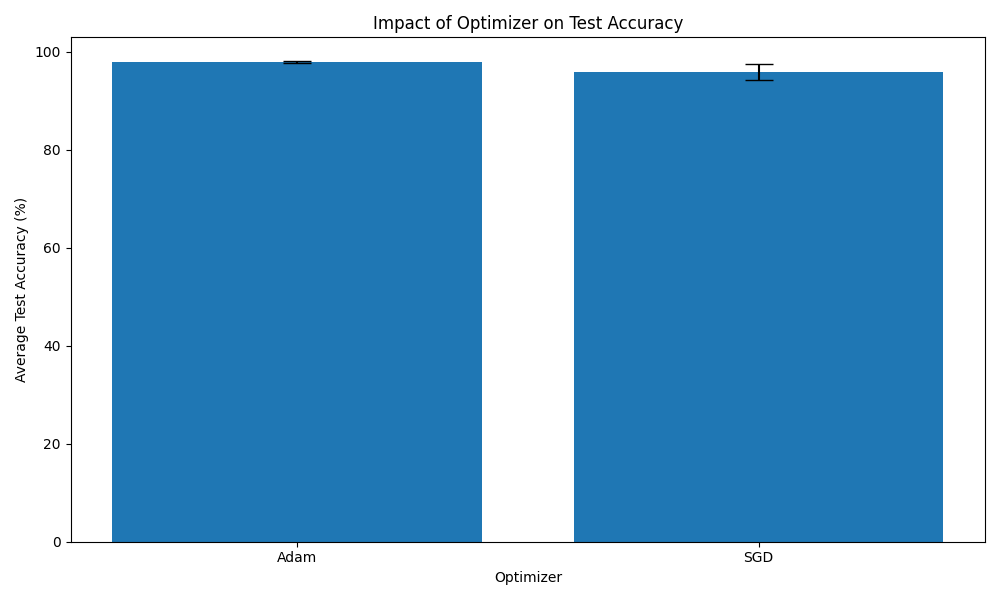 Impact of Optimizer on Test Accuracy
Average Test Accuracy (%)
100
80
60
40
20
0
Adam
SGD
Optimizer